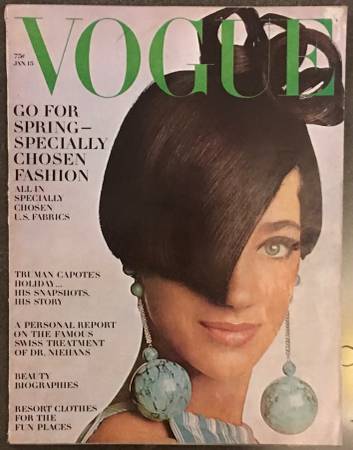 VOGUE
75¢
JAN 15
GO FOR
SPRING—
SPECIALLY
CHOSEN
FASHION
ALL IN
SPECIALLY
CHOSEN
U.S. FABRICS
TRUMAN CAPOTE'S
HOLIDAY...
HIS SNAPSHOTS,
HIS STORY
A PERSONAL REPORT
ON THE FAMOUS
SWISS TREATMENT
OF DR. NIEHANS
BEAUTY
BIOGRAPHIES
RESORT CLOTHES
FOR THE
FUN PLACES